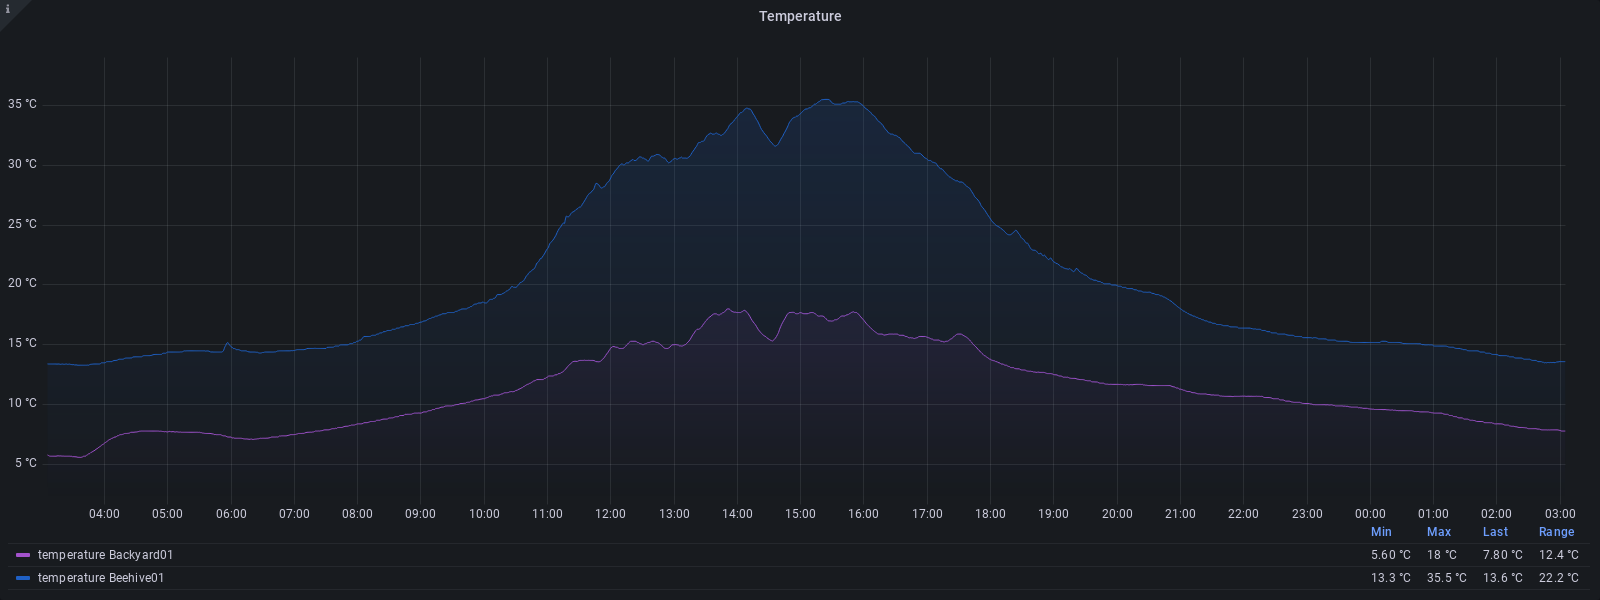 i
Temperature
35 °C
30 °C
25 °C
20 °C
15 °C
10 °C
5 °C
04:00 05:00 06:00 07:00 08:00 09:00 10:00 11:00 12:00 13:00 14:00 15:00 16:00 17:00 18:00 19:00 20:00 21:00 22:00 23:00 00:00 01:00 02:00 03:00
Min Max Last Range
temperature Backyard01 5.60 °C 18 °C 7.80 °C 12.4 °C
temperature Beehive01 13.3 °C 35.5 °C 13.6 °C 22.2 °C